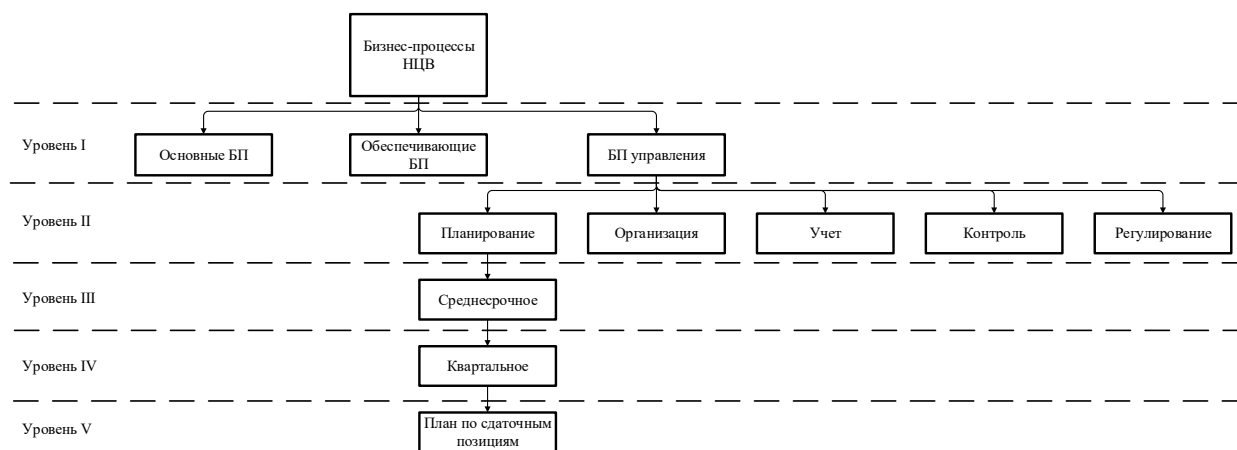 Бизнес-процессы
НЦВ
Уровень I
Основные БП
Обеспечивающие
БП
БП управления
Уровень II
Планирование
Организация
Учет
Контроль
Регулирование
Уровень III
Среднесрочное
Уровень IV
Квартальное
Уровень V
План по сдаточным
позициям